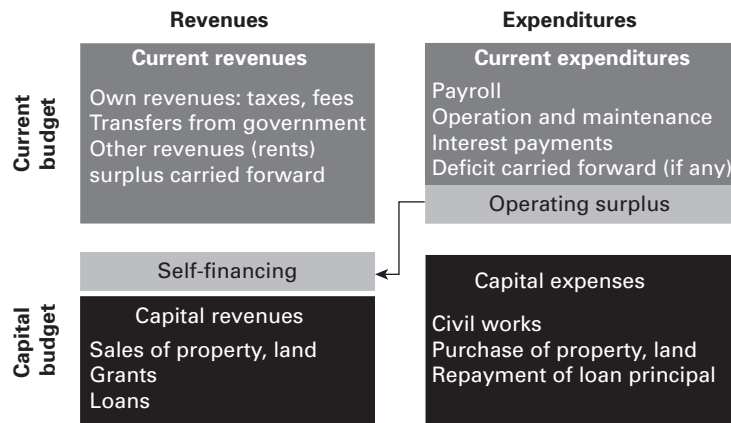 Revenues
Expenditures
Current budget
Current revenues
Own revenues: taxes, fees
Transfers from government
Other revenues (rents)
surplus carried forward
Current expenditures
Payroll
Operation and maintenance
Interest payments
Deficit carried forward (if any)
Operating surplus
Capital budget
Self-financing
Capital revenues
Sales of property, land
Grants
Loans
Capital expenses
Civil works
Purchase of property, land
Repayment of loan principal